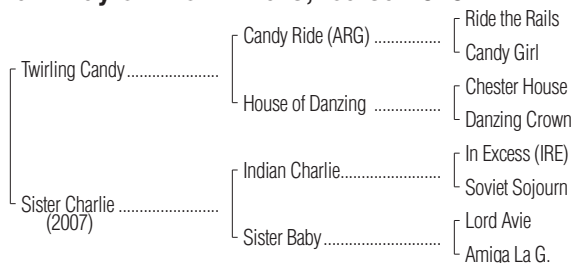 Ride the Rails
Candy Ride (ARG) ................
Candy Girl
Twirling Candy ......................
Chester House
House of Danzing ................
Danzing Crown
In Excess (IRE)
Indian Charlie........................
Soviet Sojourn
Sister Charlie ........................
(2007)
Lord Avie
Sister Baby ............................
Amiga La G.